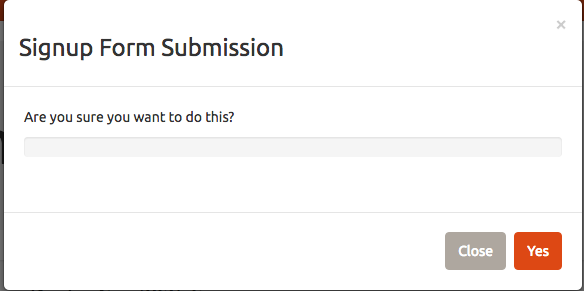 ×
Signup Form Submission
Are you sure you want to do this?
Close
Yes